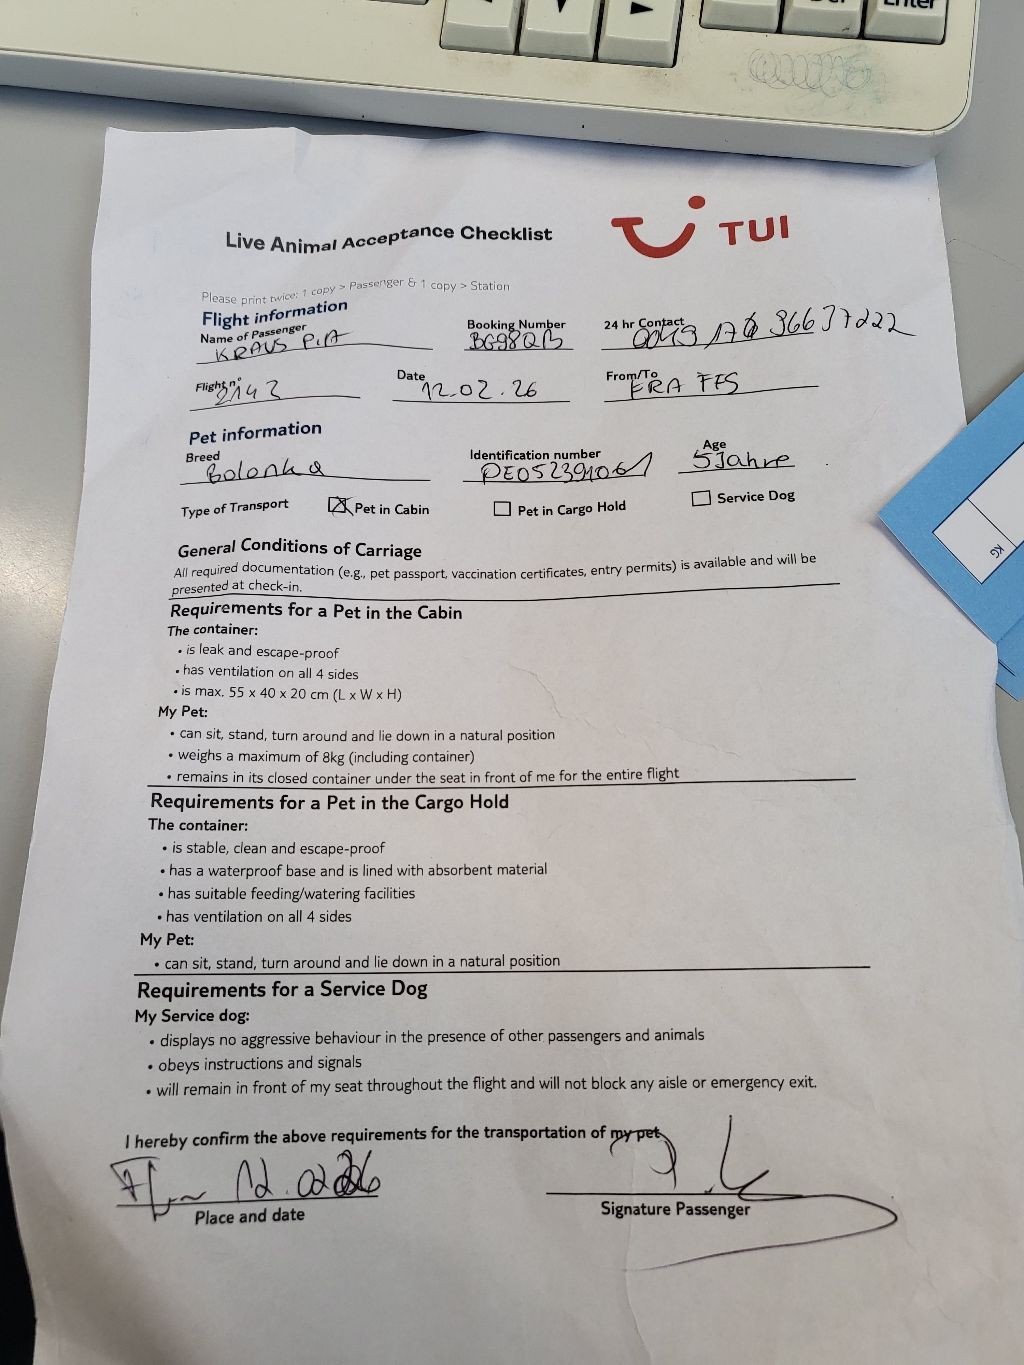 Enter
Live Animal Acceptance Checklist
TUI
Please print twice: 1 copy > Passenger & 1 copy > Station
Flight information
Name of Passenger Booking Number 24 hr Contact
KRAUS PIA BG98QB
Flight n° Date From/To
2143 12.02.26 FRA
Pet information
Breed Identification number Age
Bolonka 5 Jahre
Type of Transport Pet in Cabin Pet in Cargo Hold Service Dog
General Conditions of Carriage
All required documentation (e.g., pet passport, vaccination certificates, entry permits) is available and will be
presented at check-in.
Requirements for a Pet in the Cabin
The container:
• is leak and escape-proof
• has ventilation on all 4 sides
• is max. 55 x 40 x 20 cm (L x W x H)
My Pet:
• can sit, stand, turn around and lie down in a natural position
• weighs a maximum of 8kg (including container)
• remains in its closed container under the seat in front of me for the entire flight
Requirements for a Pet in the Cargo Hold
The container:
• is stable, clean and escape-proof
• has a waterproof base and is lined with absorbent material
• has suitable feeding/watering facilities
• has ventilation on all 4 sides
My Pet:
• can sit, stand, turn around and lie down in a natural position
Requirements for a Service Dog
My Service dog:
• displays no aggressive behaviour in the presence of other passengers and animals
• obeys instructions and signals
• will remain in front of my seat throughout the flight and will not block any aisle or emergency exit.
I hereby confirm the above requirements for the transportation of my pet
Place and date Signature Passenger
KG